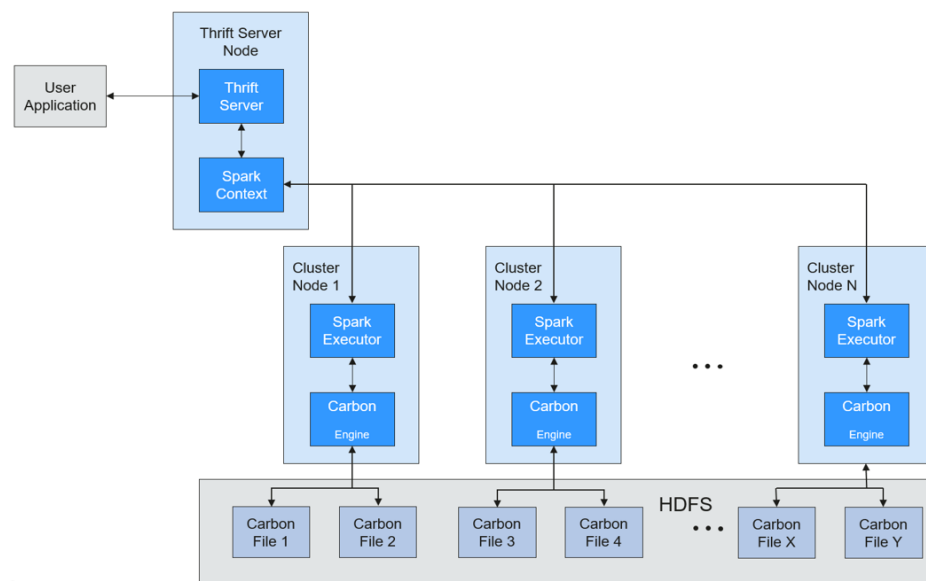 Thrift Server
Node
User
Application
Thrift
Server
Spark
Context
Cluster
Node 1
Spark
Executor
Carbon
Engine
Cluster
Node 2
Spark
Executor
Carbon
Engine
...
Cluster
Node N
Spark
Executor
Carbon
Engine
HDFS
Carbon
File 1
Carbon
File 2
Carbon
File 3
Carbon
File 4
...
Carbon
File X
Carbon
File Y